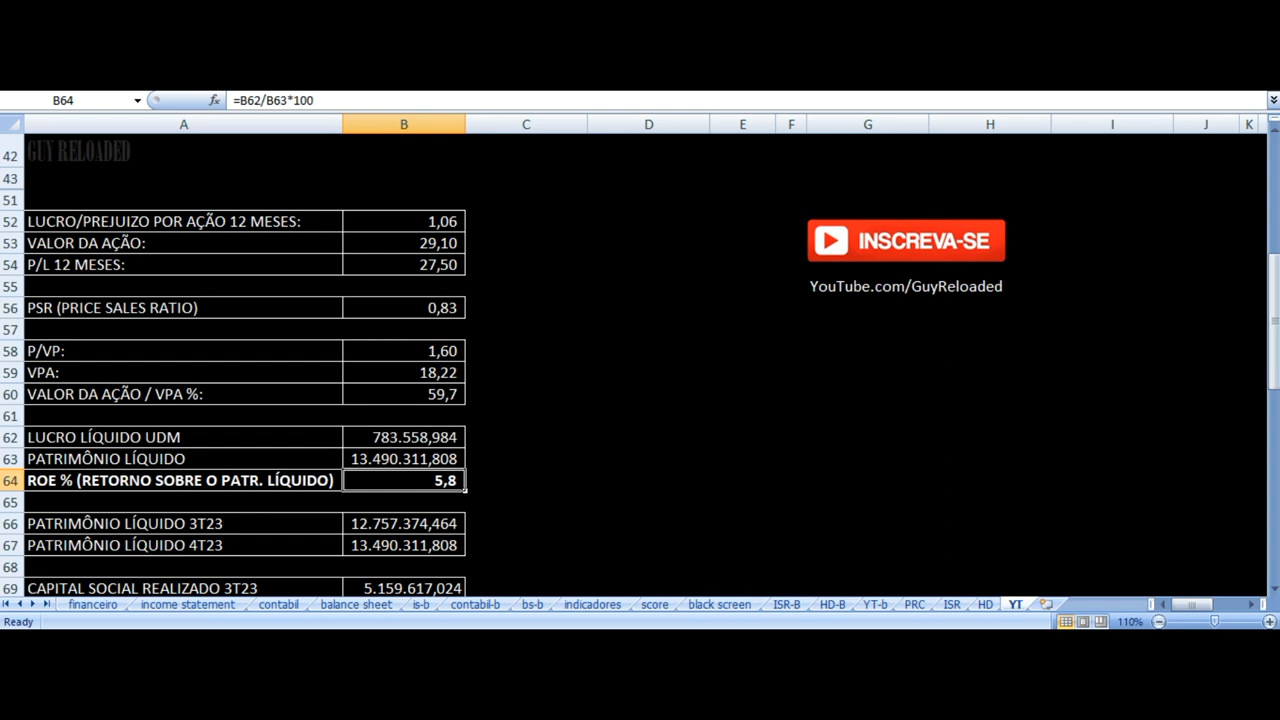 B64 fx =B62/B63*100
A B C D E F G H I J K
42 GUY RELOADED
43
51
52 LUCRO/PREJUIZO POR AÇÃO 12 MESES: 1,06
53 VALOR DA AÇÃO: 29,10
INSCREVA-SE
54 P/L 12 MESES: 27,50
55
YouTube.com/GuyReloaded
56 PSR (PRICE SALES RATIO) 0,83
57
58 P/VP: 1,60
59 VPA: 18,22
60 VALOR DA AÇÃO / VPA %: 59,7
61
62 LUCRO LÍQUIDO UDM 783.558,984
63 PATRIMÔNIO LÍQUIDO 13.490.311,808
64 ROE % (RETORNO SOBRE O PATR. LÍQUIDO) 5,8
65
66 PATRIMÔNIO LÍQUIDO 3T23 12.757.374,464
67 PATRIMÔNIO LÍQUIDO 4T23 13.490.311,808
68
69 CAPITAL SOCIAL REALIZADO 3T23 5.159.617,024
financeiro income statement contabil balance sheet is-b contabil-b bs-b indicadores score black screen ISR-B HD-B YT-b PRC ISR HD YT
Ready 110%